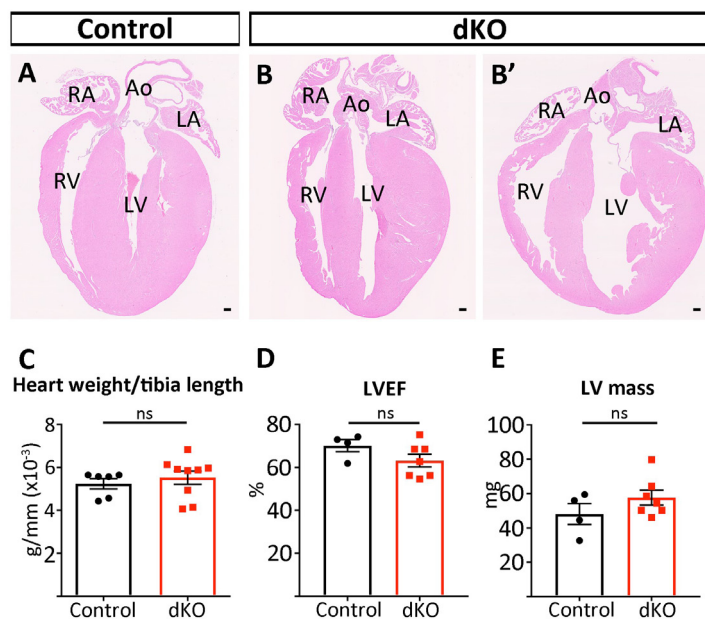 Control
dKO
A
RA
Ao
LA
RV
LV
B
RA
Ao
LA
RV
LV
B'
RA
Ao
LA
RV
LV
C
Heart weight/tibia length
ns
g/mm (x10⁻³)
8
6
4
2
Control
dKO
D
LVEF
ns
%
80
60
40
20
Control
dKO
E
LV mass
ns
mg
100
80
60
40
20
Control
dKO